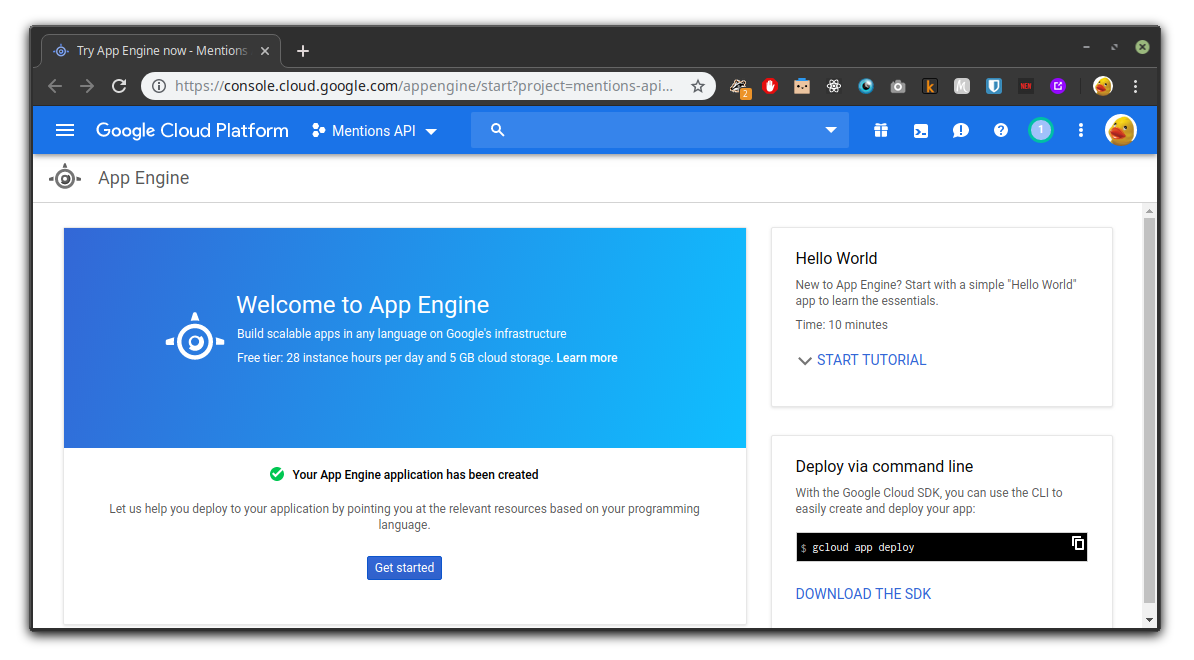 Try App Engine now - Mentions
https://console.cloud.google.com/appengine/start?project=mentions-api...
2
k
M
NEW
Google Cloud Platform
Mentions API
1
App Engine
Welcome to App Engine
Build scalable apps in any language on Google's infrastructure
Free tier: 28 instance hours per day and 5 GB cloud storage. Learn more
Your App Engine application has been created
Let us help you deploy to your application by pointing you at the relevant resources based on your programming
language.
Get started
Hello World
New to App Engine? Start with a simple "Hello World"
app to learn the essentials.
Time: 10 minutes
START TUTORIAL
Deploy via command line
With the Google Cloud SDK, you can use the CLI to
easily create and deploy your app:
$ gcloud app deploy
DOWNLOAD THE SDK